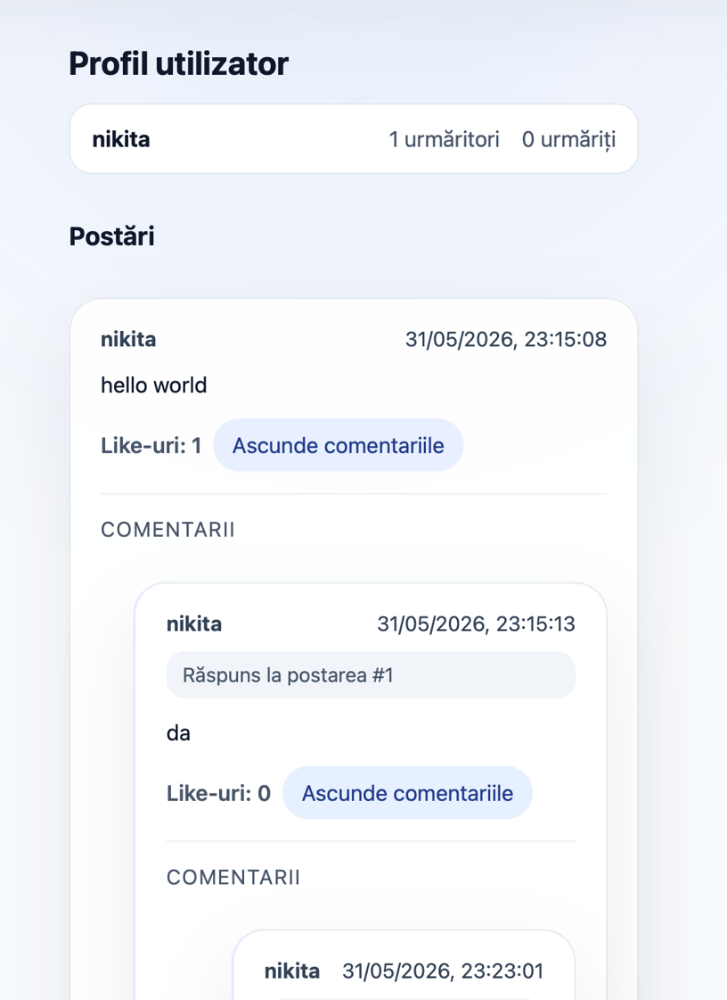 Profil utilizator
nikita 1 urmăritori 0 urmăriți
Postări
nikita 31/05/2026, 23:15:08
hello world
Like-uri: 1 Ascunde comentariile
COMENTARII
nikita 31/05/2026, 23:15:13
Răspuns la postarea #1
da
Like-uri: 0 Ascunde comentariile
COMENTARII
nikita 31/05/2026, 23:23:01